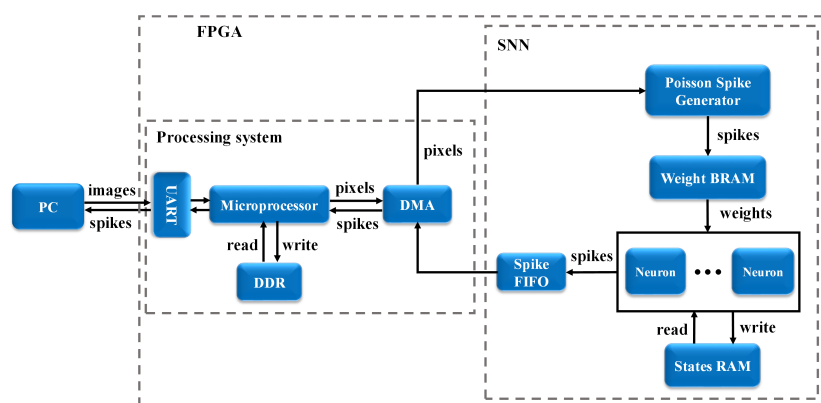 FPGA
SNN
Poisson Spike
Generator
spikes
Processing system
pixels
images
UART
Microprocessor
pixels
DMA
Weight BRAM
PC
spikes
spikes
weights
read
write
DDR
Spike
FIFO
spikes
Neuron
•••
Neuron
read
write
States RAM